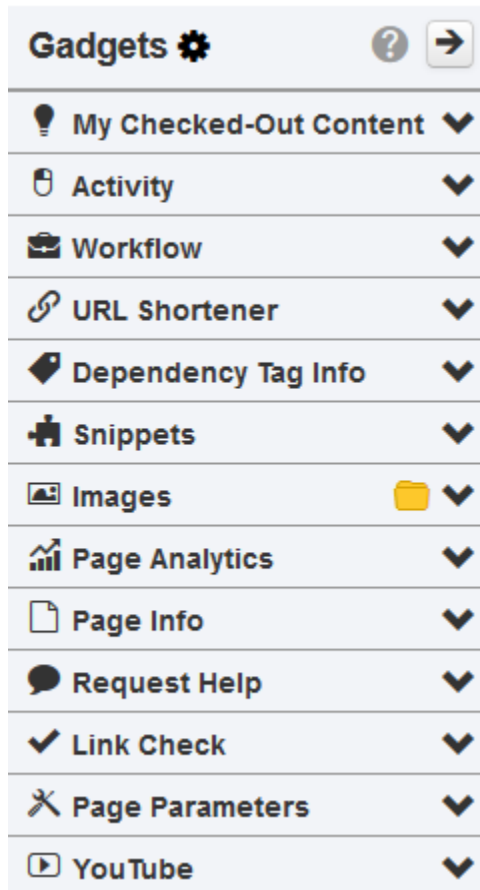 Gadgets
My Checked-Out Content
Activity
Workflow
URL Shortener
Dependency Tag Info
Snippets
Images
Page Analytics
Page Info
Request Help
Link Check
Page Parameters
YouTube